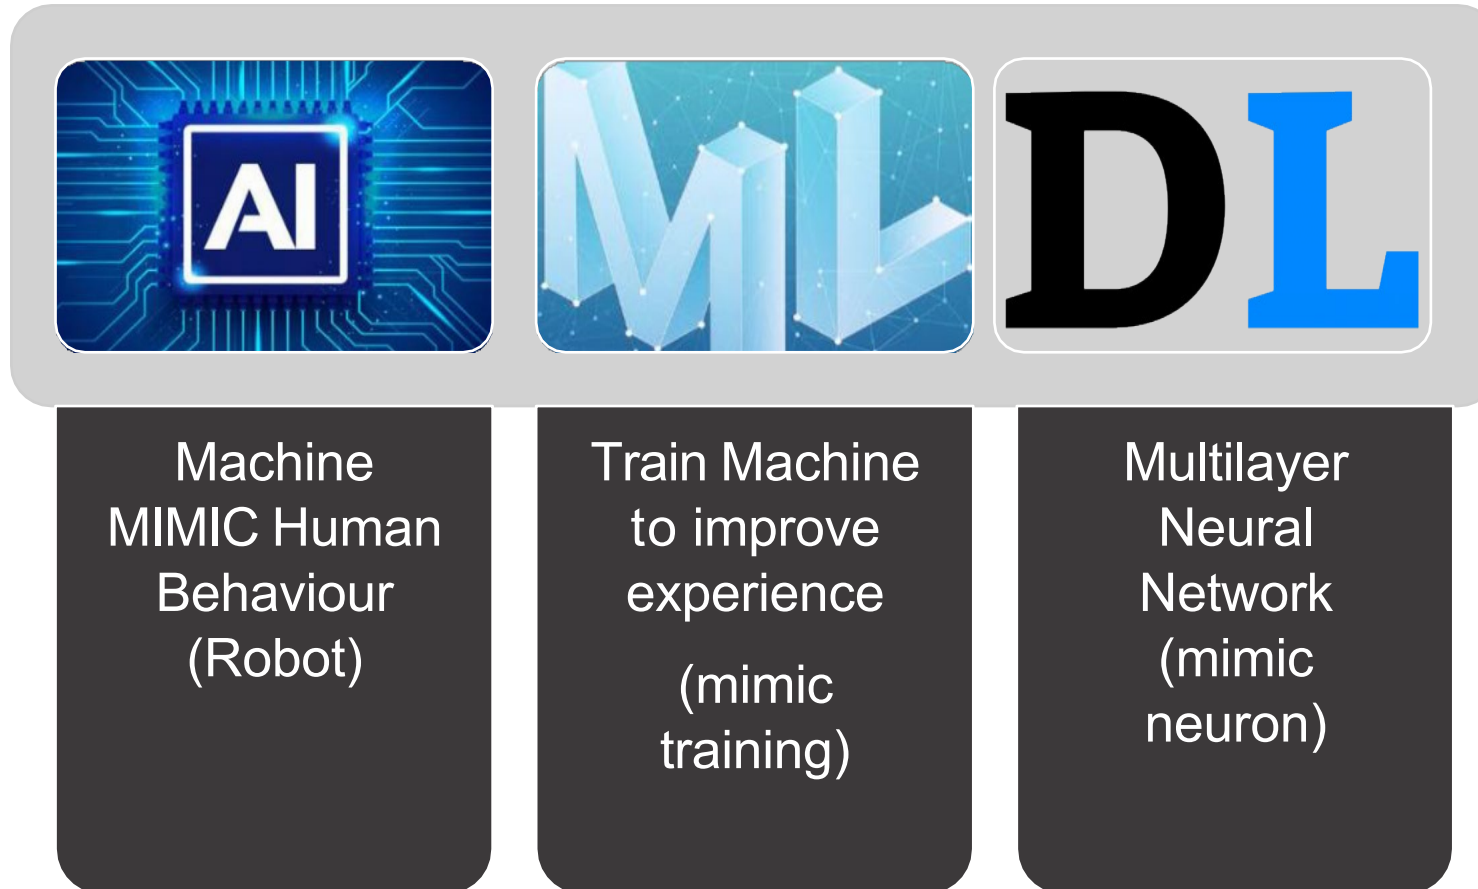 AI
ML
DL
Machine
MIMIC Human
Behaviour
(Robot)
Train Machine
to improve
experience
(mimic
training)
Multilayer
Neural
Network
(mimic
neuron)